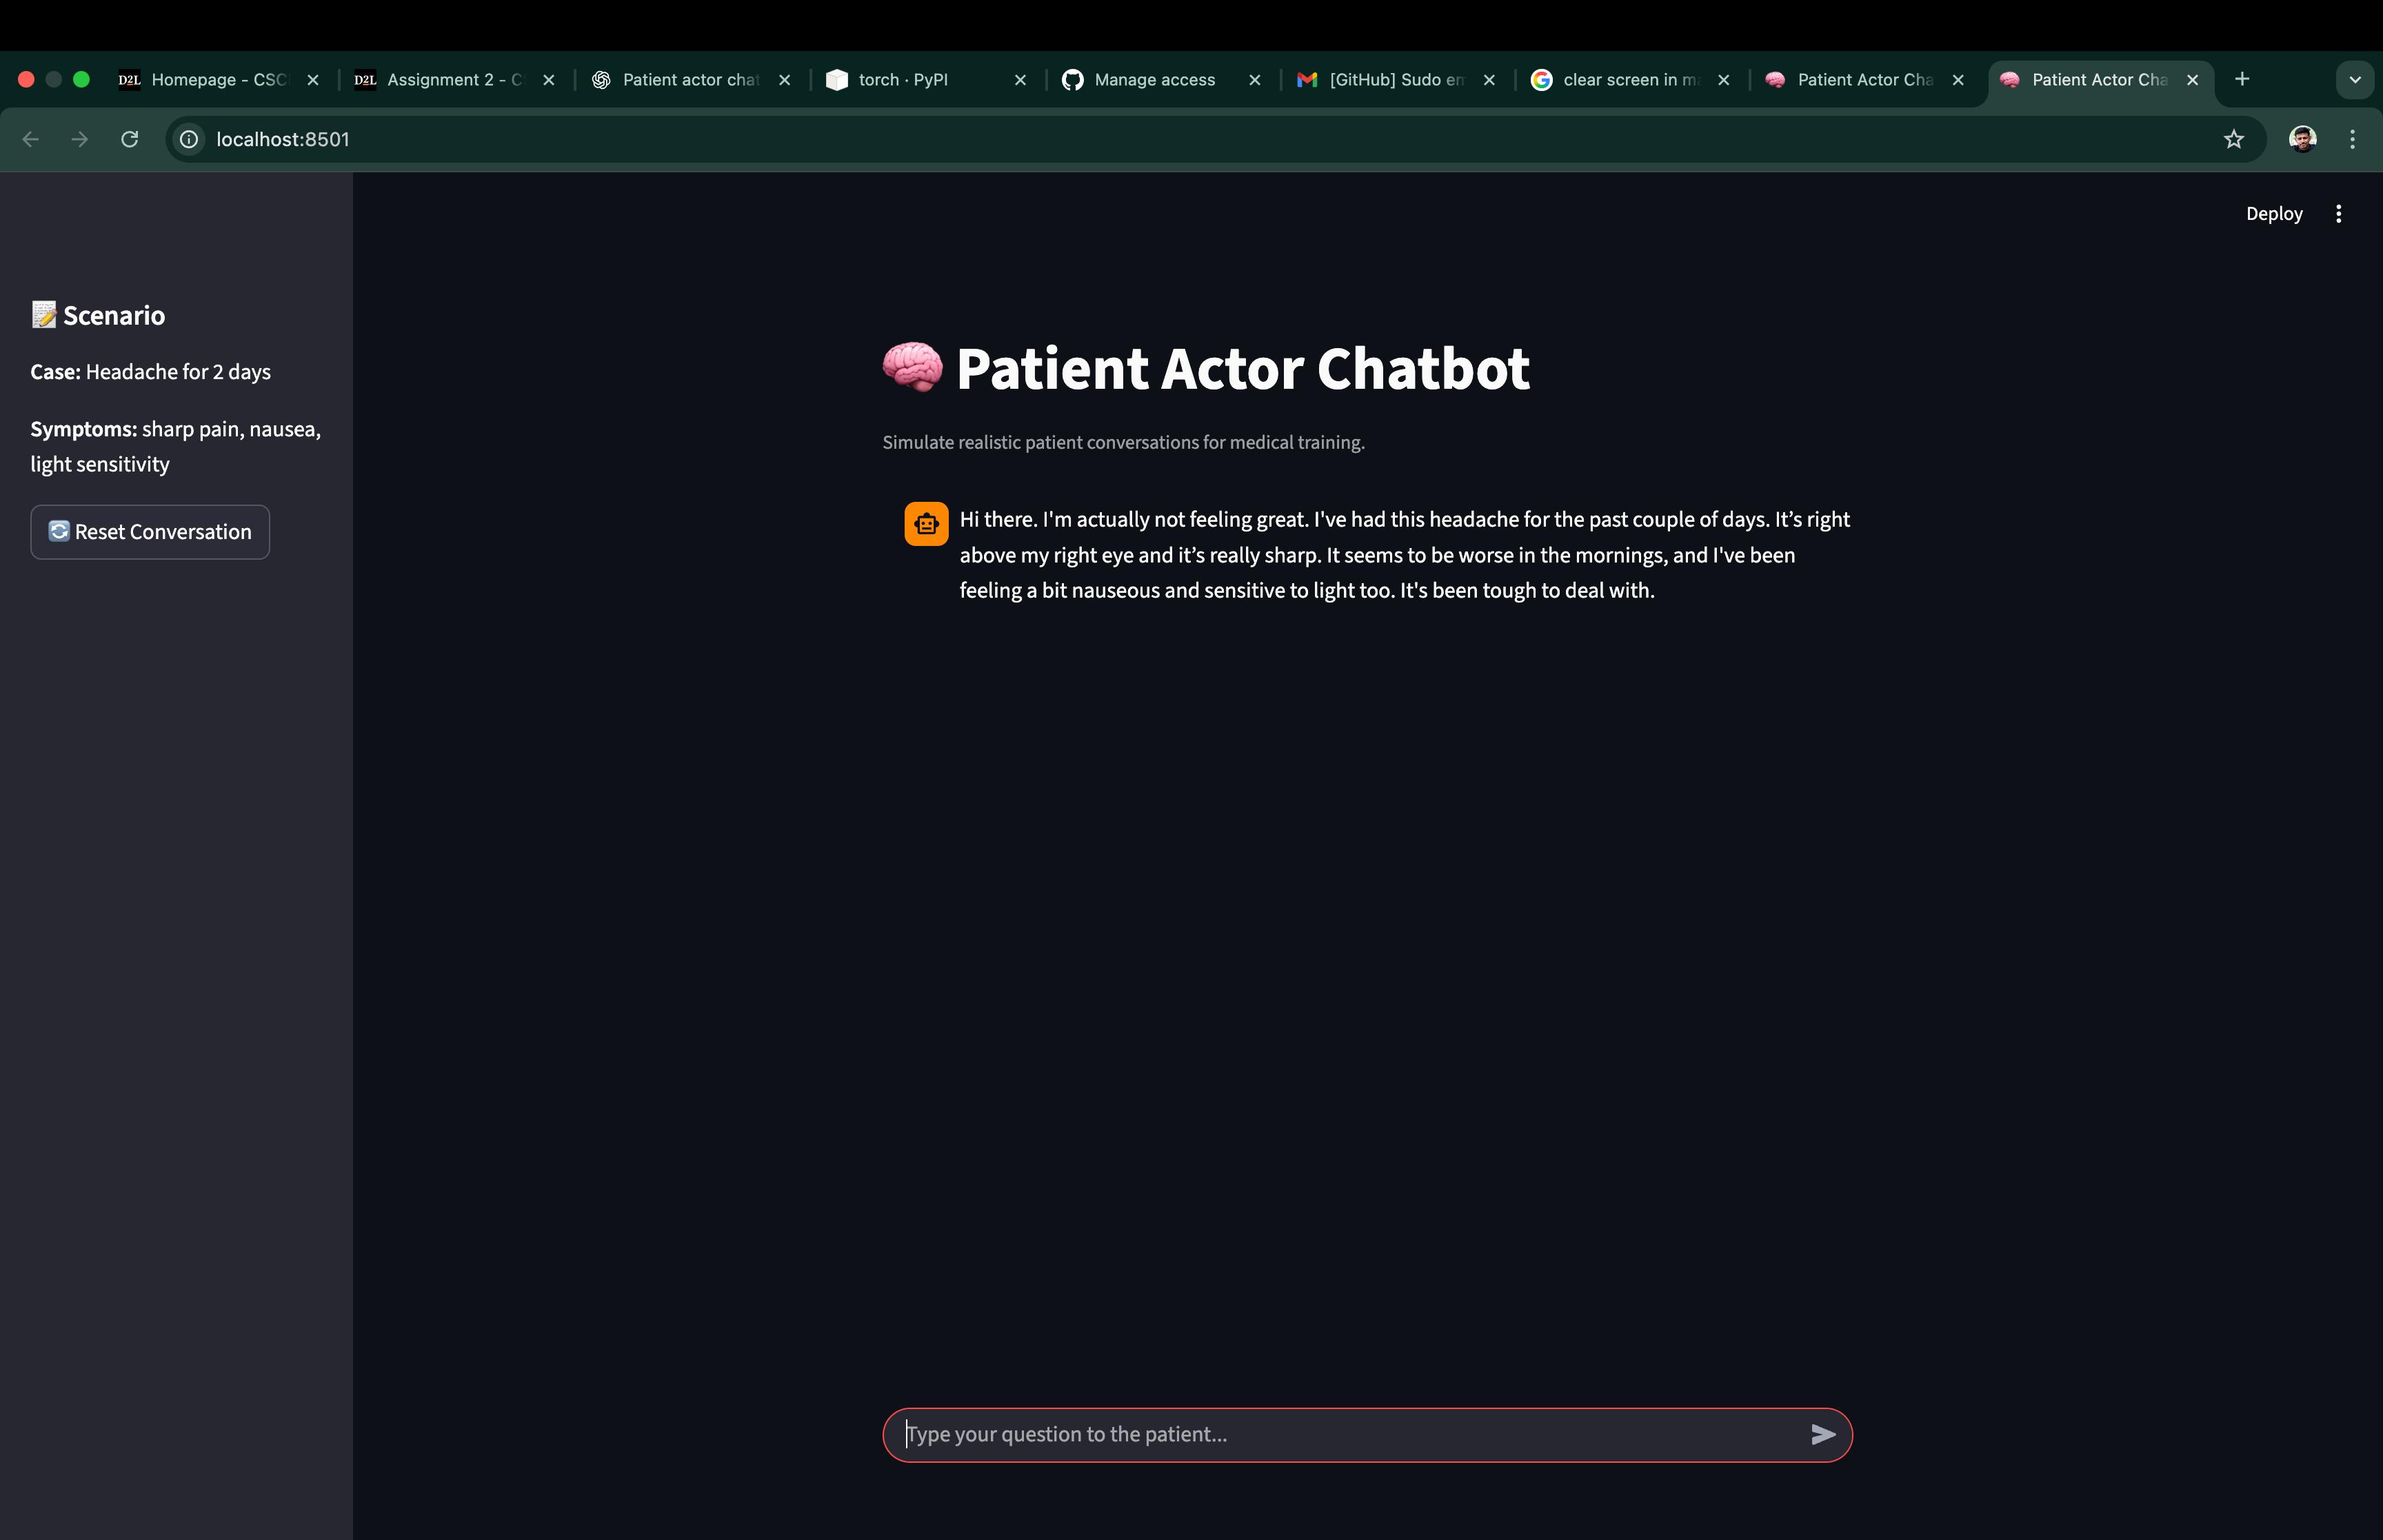 D2L Homepage - CSC
D2L Assignment 2 - C
Patient actor chat
torch · PyPI
Manage access
[GitHub] Sudo em
clear screen in ma
Patient Actor Cha
Patient Actor Cha
localhost:8501
Deploy
📝 Scenario
Case: Headache for 2 days
Symptoms: sharp pain, nausea,
light sensitivity
🔄 Reset Conversation
🧠 Patient Actor Chatbot
Simulate realistic patient conversations for medical training.
Hi there. I'm actually not feeling great. I've had this headache for the past couple of days. It’s right
above my right eye and it’s really sharp. It seems to be worse in the mornings, and I've been
feeling a bit nauseous and sensitive to light too. It's been tough to deal with.
Type your question to the patient...